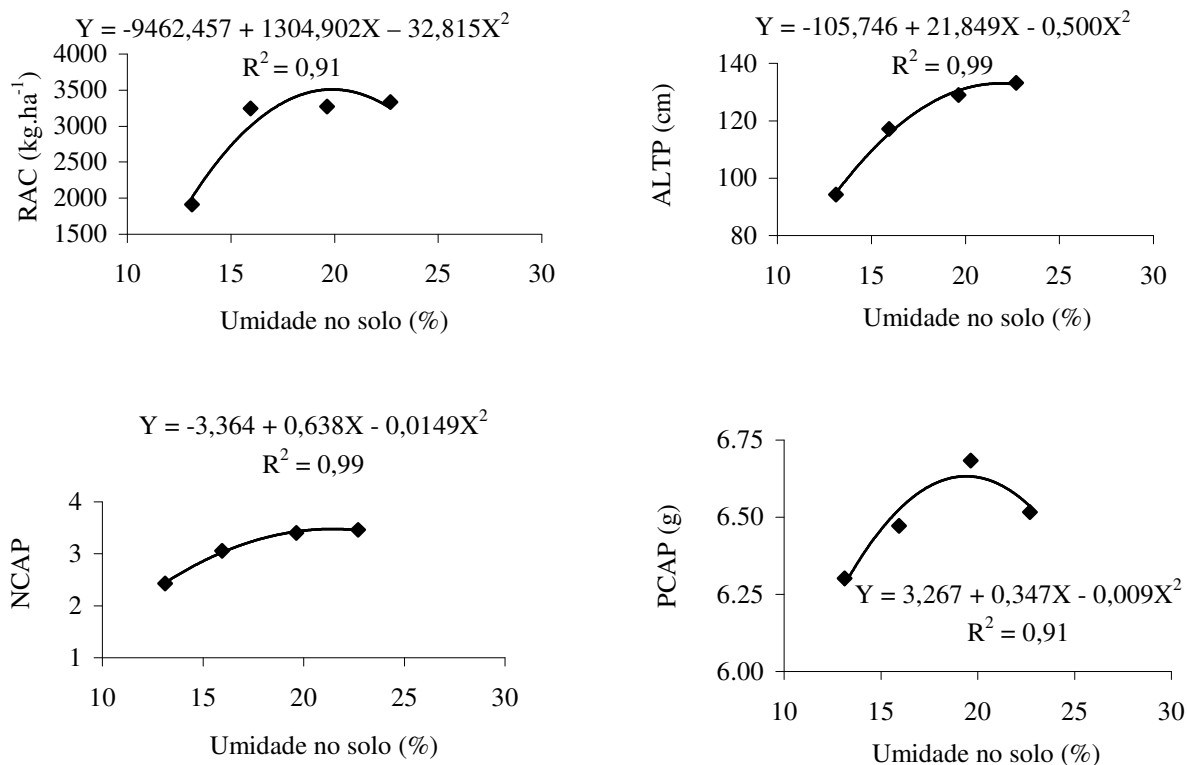 Y = -9462,457 + 1304,902X – 32,815X²
R² = 0,91
RAC (kg.ha⁻¹)
4000
3500
3000
2500
2000
1500
10 15 20 25 30
Umidade no solo (%)
Y = -105,746 + 21,849X - 0,500X²
R² = 0,99
ALTP (cm)
140
120
100
80
10 15 20 25 30
Umidade no solo (%)
Y = -3,364 + 0,638X - 0,0149X²
R² = 0,99
NCAP
4
3
2
1
10 15 20 25 30
Umidade no solo (%)
PCAP (g)
6.75
6.50
6.25
6.00
Y = 3,267 + 0,347X - 0,009X²
R² = 0,91
10 15 20 25 30
Umidade no solo (%)